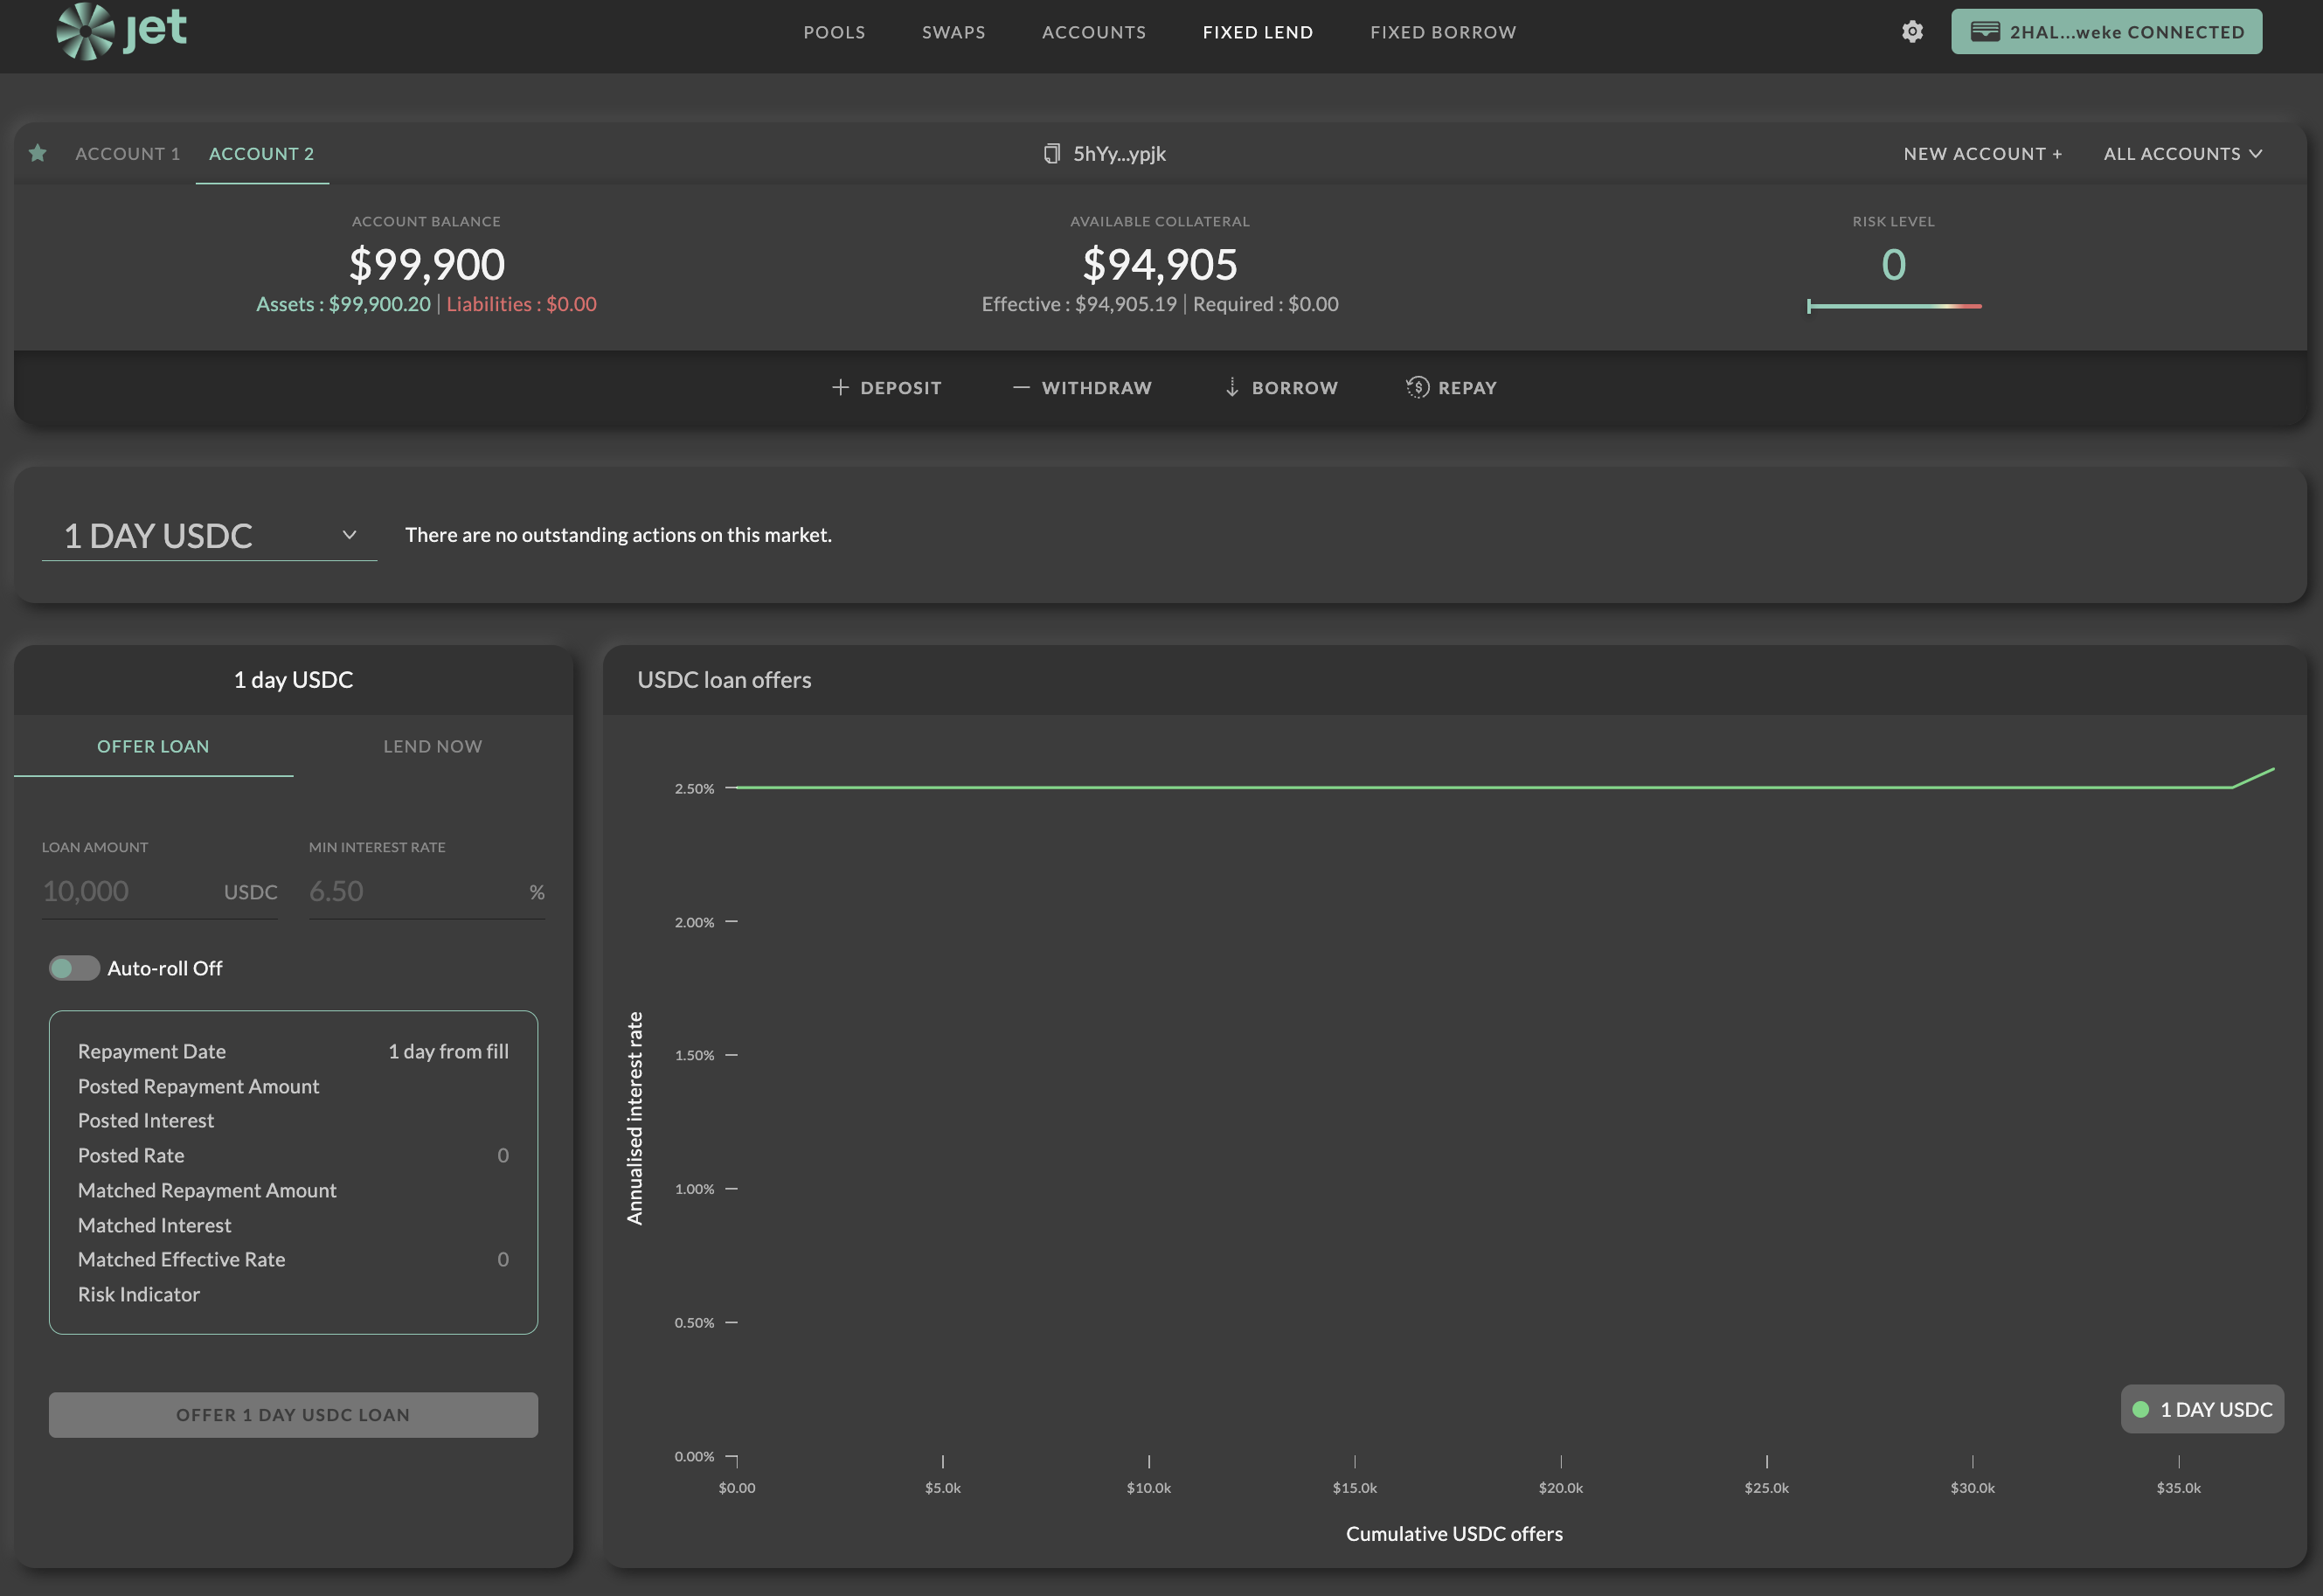 jet
POOLS SWAPS ACCOUNTS FIXED LEND FIXED BORROW
2HAL...weke CONNECTED
ACCOUNT 1 ACCOUNT 2
5hYy...ypjk
NEW ACCOUNT + ALL ACCOUNTS
ACCOUNT BALANCE
$99,900
Assets : $99,900.20 | Liabilities : $0.00
AVAILABLE COLLATERAL
$94,905
Effective : $94,905.19 | Required : $0.00
RISK LEVEL
0
DEPOSIT WITHDRAW BORROW REPAY
1 DAY USDC
There are no outstanding actions on this market.
1 day USDC
OFFER LOAN LEND NOW
LOAN AMOUNT MIN INTEREST RATE
10,000 USDC 6.50 %
Auto-roll Off
Repayment Date 1 day from fill
Posted Repayment Amount
Posted Interest
Posted Rate 0
Matched Repayment Amount
Matched Interest
Matched Effective Rate 0
Risk Indicator
OFFER 1 DAY USDC LOAN
USDC loan offers
Annualised interest rate
2.50%
2.00%
1.50%
1.00%
0.50%
0.00%
1 DAY USDC
$0.00 $5.0k $10.0k $15.0k $20.0k $25.0k $30.0k $35.0k
Cumulative USDC offers